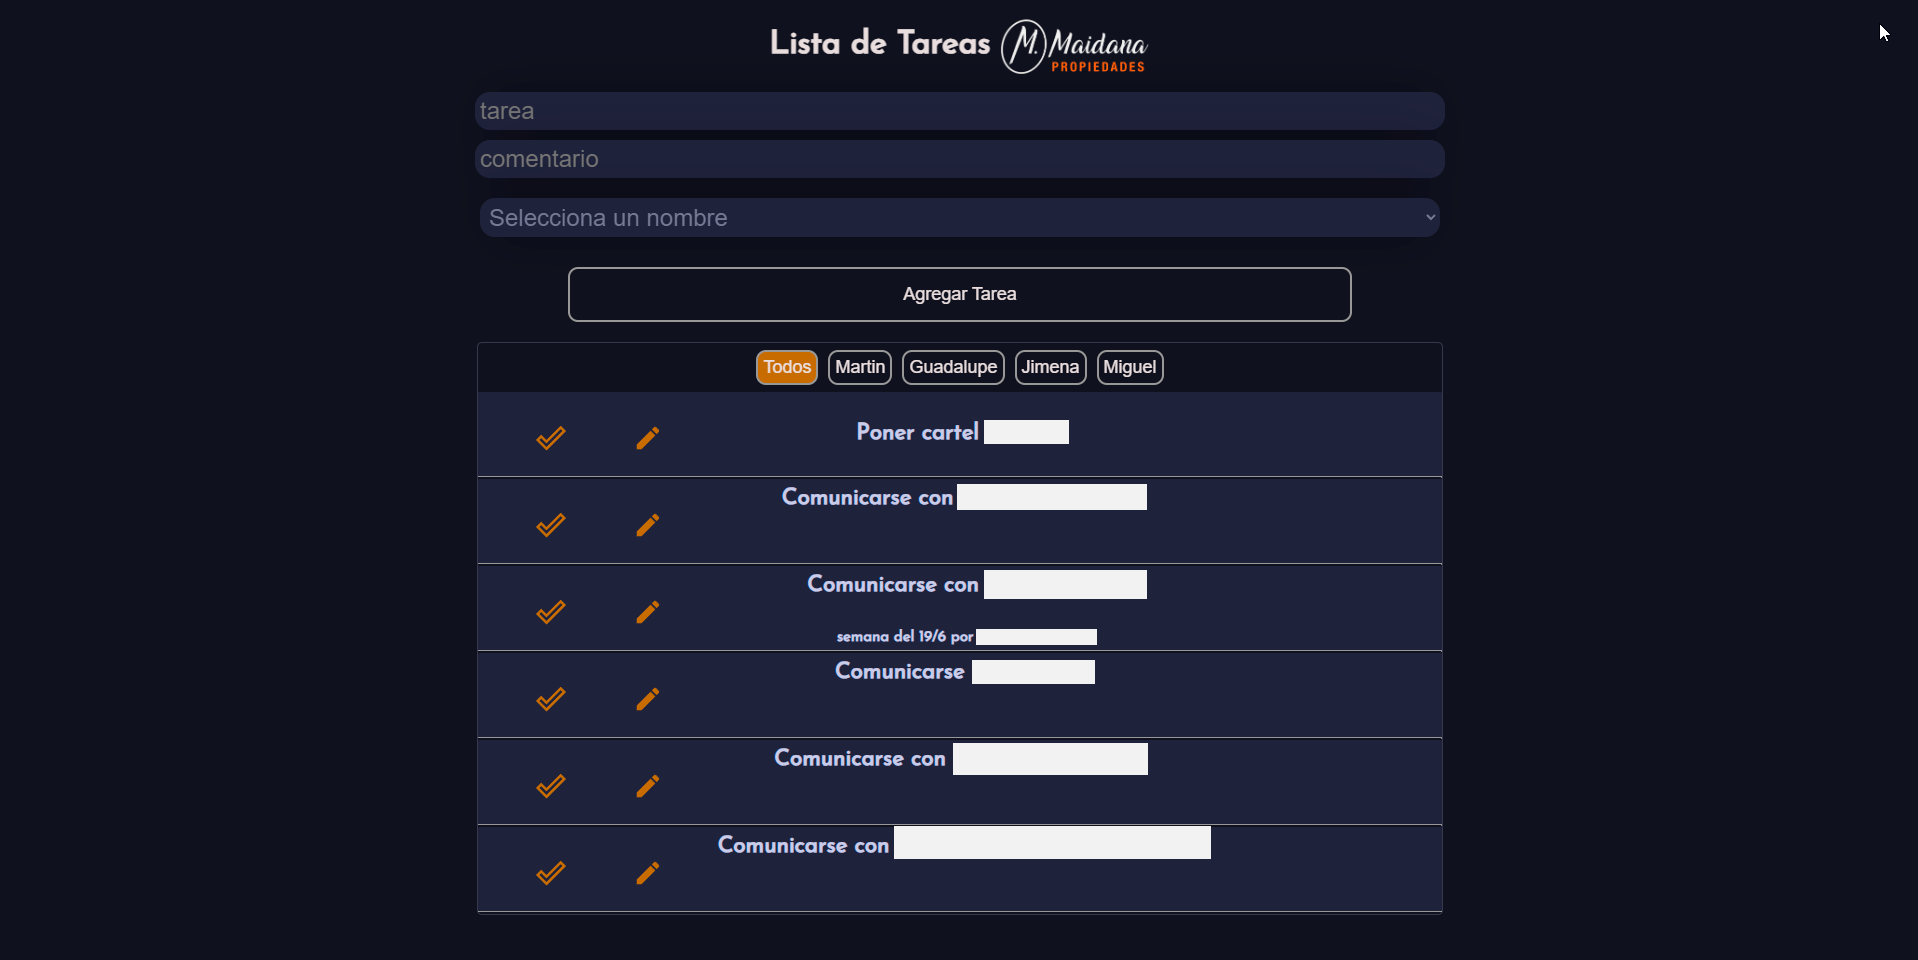 Lista de Tareas M. Maidana
PROPIEDADES
tarea
comentario
Selecciona un nombre
Agregar Tarea
Todos Martin Guadalupe Jimena Miguel
Poner cartel
Comunicarse con
Comunicarse con
semana del 19/6 por
Comunicarse
Comunicarse con
Comunicarse con